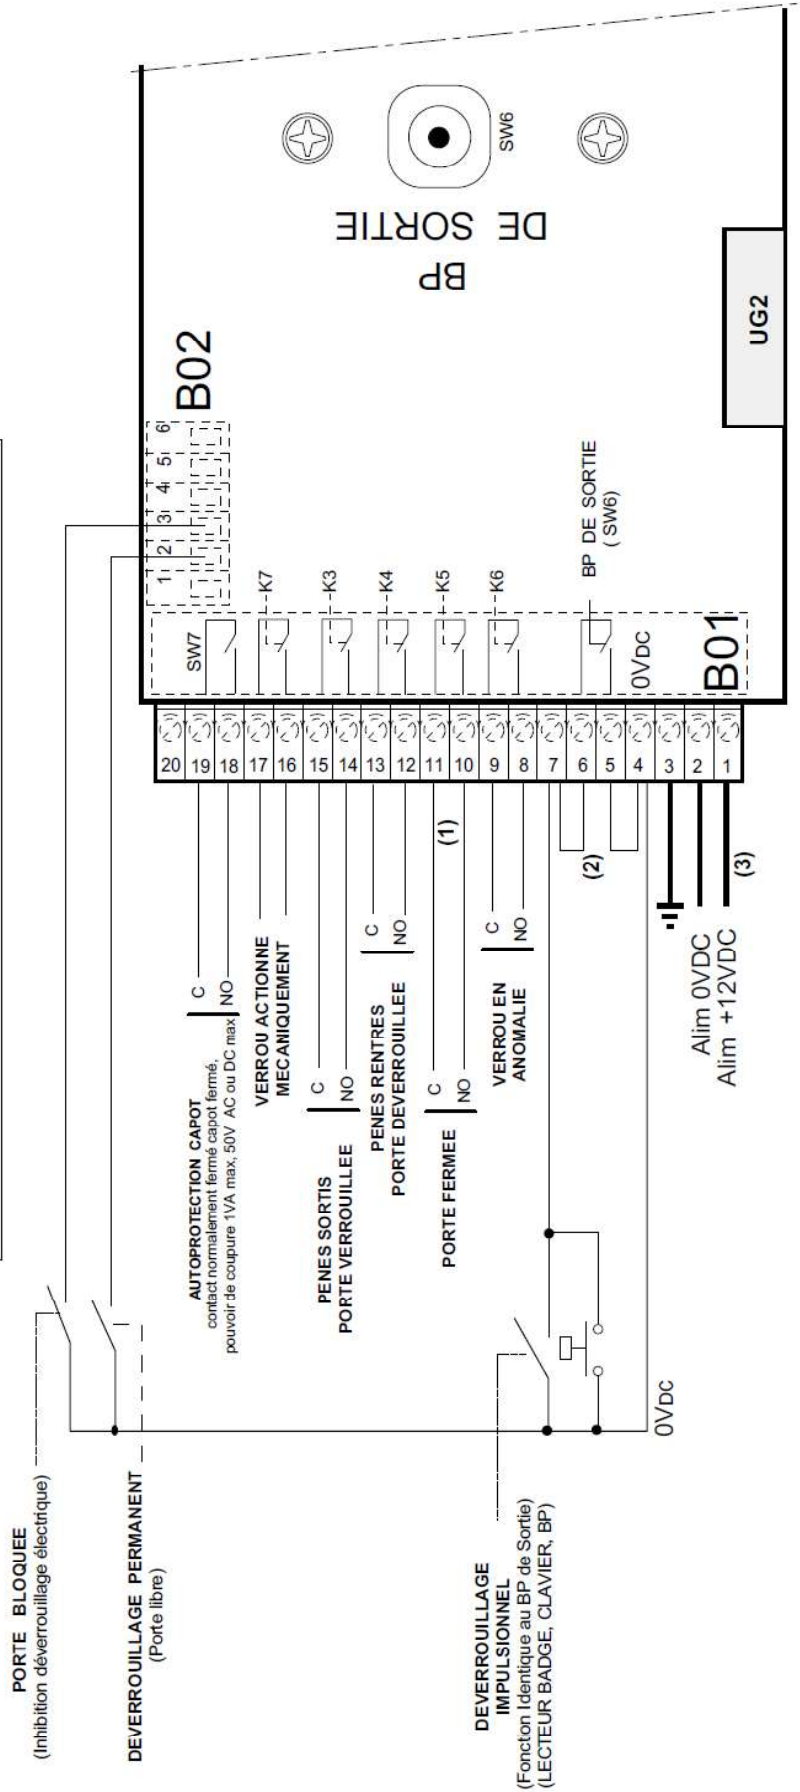 PORTE BLOQUEE
(Inhibition déverrouillage électrique)
DEVERROUILLAGE PERMANENT
(Porte libre)
AUTOPROTECTION CAPOT
contact normalement fermé capot fermé,
pouvoir de coupure 1VA max, 50V AC ou DC max
C
NO
VERROU ACTIONNE
MECANIQUEMENT
PENES SORTIS
PORTE VERROUILLEE
C
NO
PENES RENTRES
PORTE DEVERROUILLEE
C
NO
PORTE FERMEE
C
NO
(1)
VERROU EN
ANOMALIE
C
NO
DEVERROUILLAGE
IMPULSIONNEL
(Fonction Identique au BP de Sortie)
(LECTEUR BADGE, CLAVIER, BP)
0VDC
(2)
Alim 0VDC
Alim +12VDC
(3)
20
19
18
17
16
15
14
13
12
11
10
9
8
7
6
5
4
3
2
1
SW7
K7
K3
K4
K5
K6
BP DE SORTIE
( SW6)
0VDC
B01
1
2
3
4
5
6
B02
BP
DE SORTIE
SW6
UG2